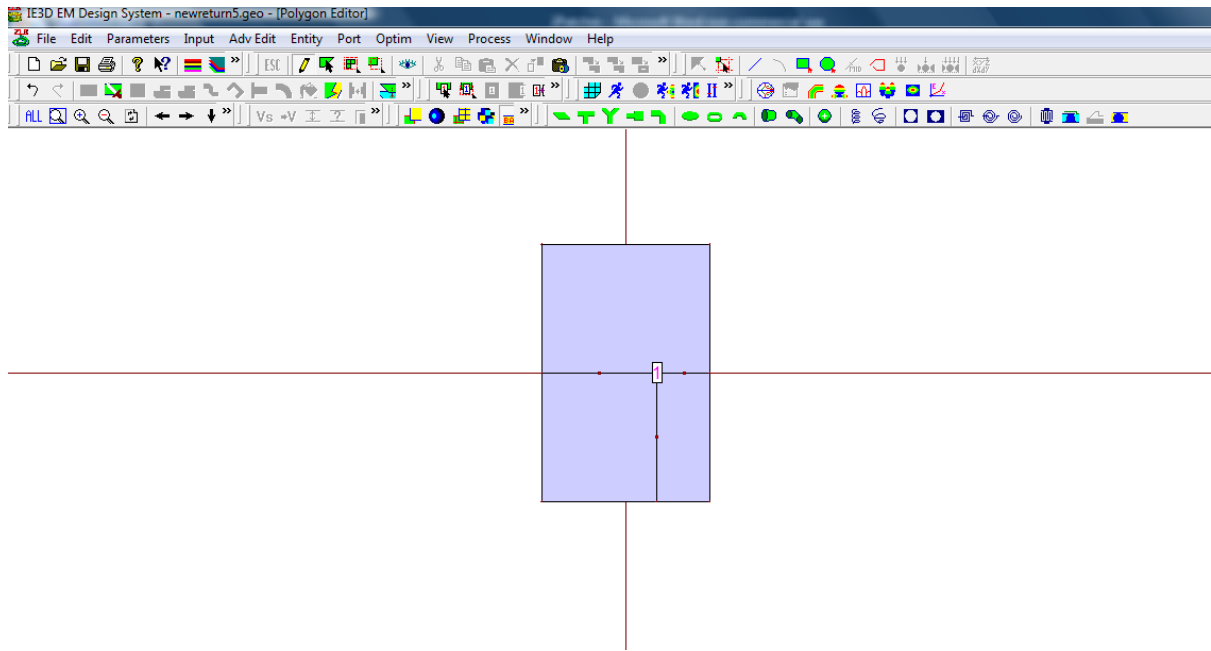 IE3D EM Design System - newreturn5.geo - [Polygon Editor]
File Edit Parameters Input Adv Edit Entity Port Optim View Process Window Help
ESC
ALL Vs
1